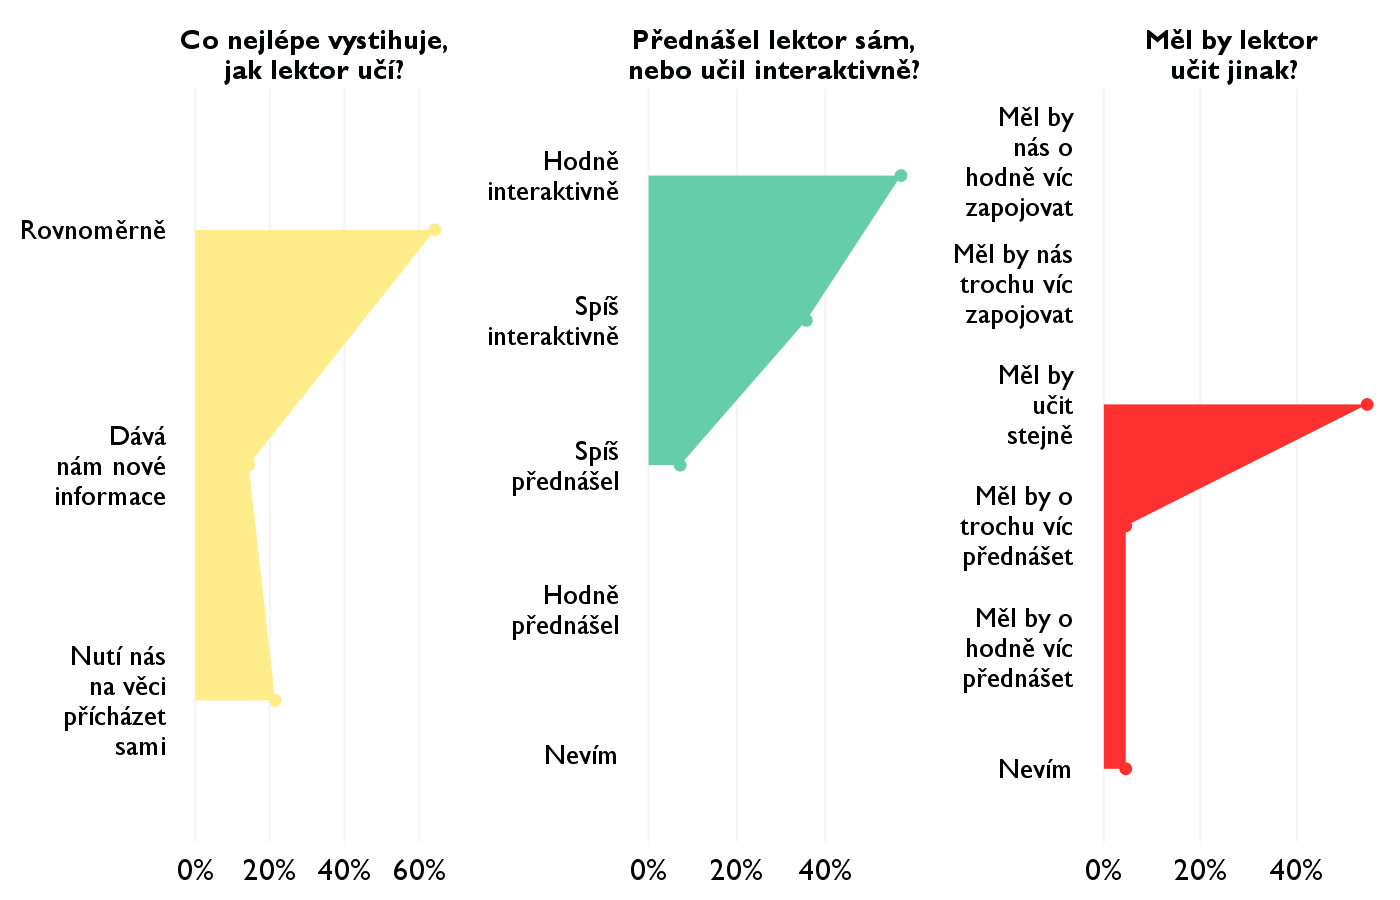 Co nejlépe vystihuje,
jak lektor učí?
Rovnoměrně
Dává
nám nové
informace
Nutí nás
na věci
přícházet
sami
0% 20% 40% 60%
Přednášel lektor sám,
nebo učil interaktivně?
Hodně
interaktivně
Spíš
interaktivně
Spíš
přednášel
Hodně
přednášel
Nevím
0% 20% 40%
Měl by lektor
učit jinak?
Měl by
nás o
hodně víc
zapojovat
Měl by nás
trochu víc
zapojovat
Měl by
učit
stejně
Měl by o
trochu víc
přednášet
Měl by o
hodně víc
přednášet
Nevím
0% 20% 40%